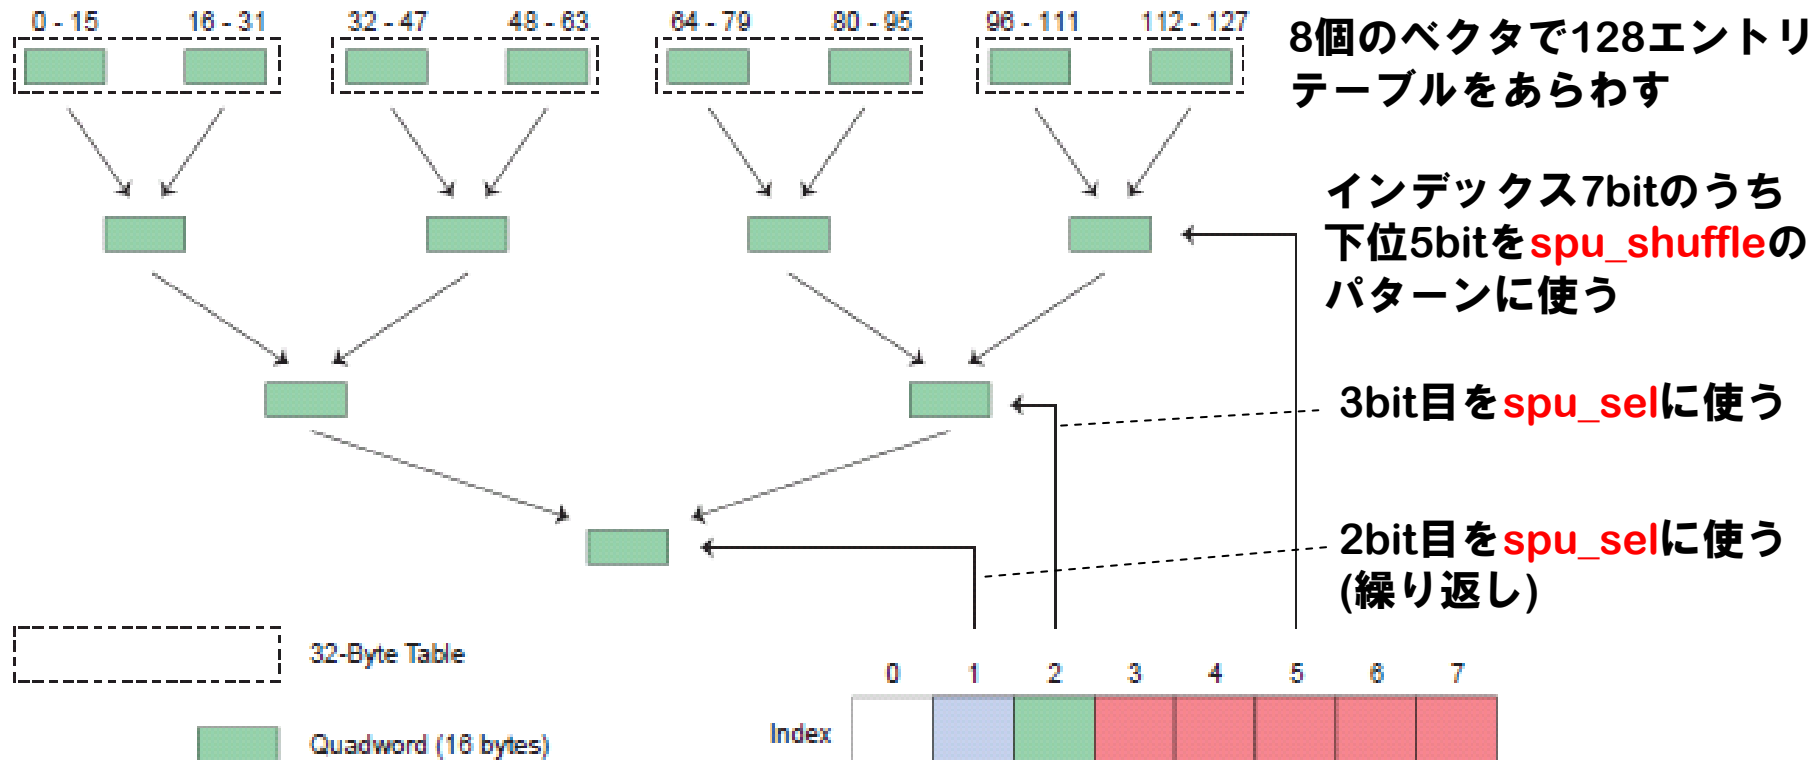 0 - 15
16 - 31
32 - 47
48 - 63
64 - 79
80 - 95
96 - 111
112 - 127
8個のベクタで128エントリ
テーブルをあらわす
インデックス7bitのうち
下位5bitをspu_shuffleの
パターンに使う
3bit目をspu_selに使う
2bit目をspu_selに使う
(繰り返し)
32-Byte Table
0 1 2 3 4 5 6 7
Quadword (16 bytes)
Index